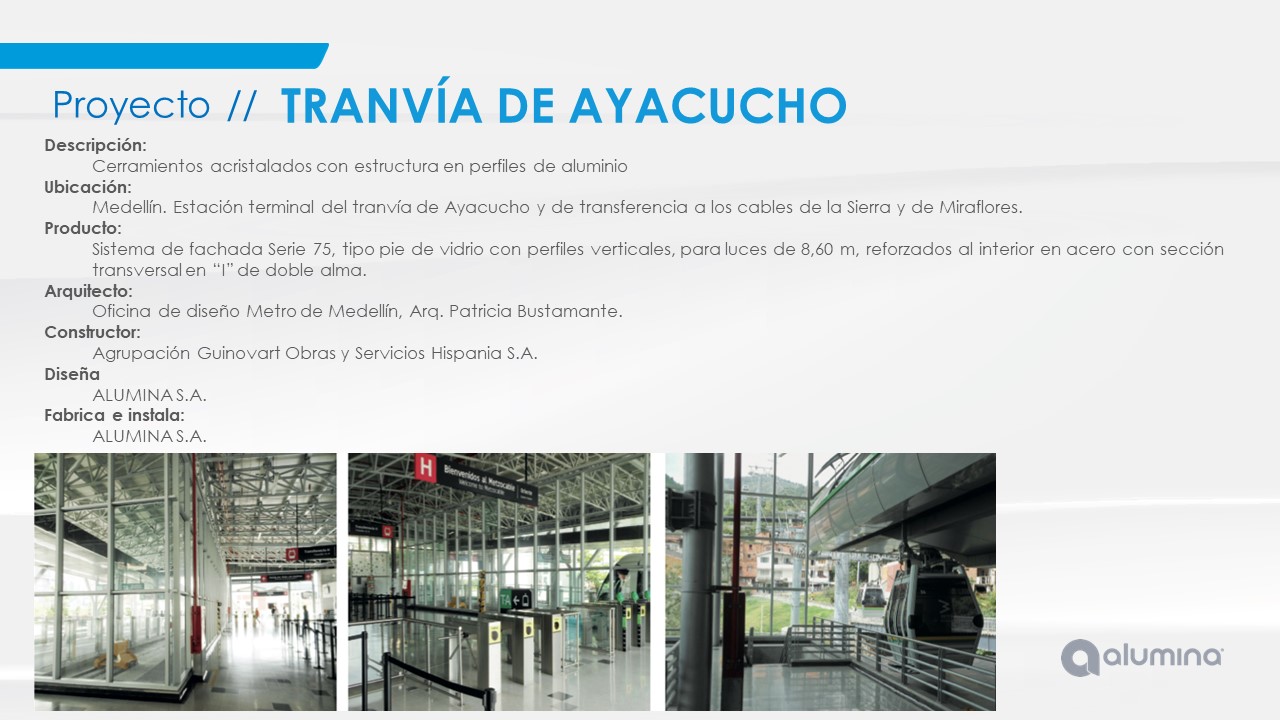 Proyecto // TRANVÍA DE AYACUCHO
Descripción:
Cerramientos acristalados con estructura en perfiles de aluminio
Ubicación:
Medellín. Estación terminal del tranvía de Ayacucho y de transferencia a los cables de la Sierra y de Miraflores.
Producto:
Sistema de fachada Serie 75, tipo pie de vidrio con perfiles verticales, para luces de 8,60 m, reforzados al interior en acero con sección
transversal en “I” de doble alma.
Arquitecto:
Oficina de diseño Metro de Medellín, Arq. Patricia Bustamante.
Constructor:
Agrupación Guinovart Obras y Servicios Hispania S.A.
Diseña
ALUMINA S.A.
Fabrica e instala:
ALUMINA S.A.
H
Bienvenidos al Metrocable
Welcome to Metrocable
alumina